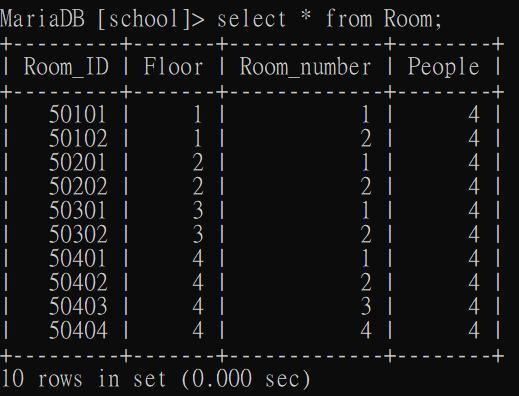 MariaDB [school]> select * from Room;
+---------+-------+-------------+--------+
| Room_ID | Floor | Room_number | People |
+---------+-------+-------------+--------+
|   50101 |     1 |           1 |      4 |
|   50102 |     1 |           2 |      4 |
|   50201 |     2 |           1 |      4 |
|   50202 |     2 |           2 |      4 |
|   50301 |     3 |           1 |      4 |
|   50302 |     3 |           2 |      4 |
|   50401 |     4 |           1 |      4 |
|   50402 |     4 |           2 |      4 |
|   50403 |     4 |           3 |      4 |
|   50404 |     4 |           4 |      4 |
+---------+-------+-------------+--------+
10 rows in set (0.000 sec)